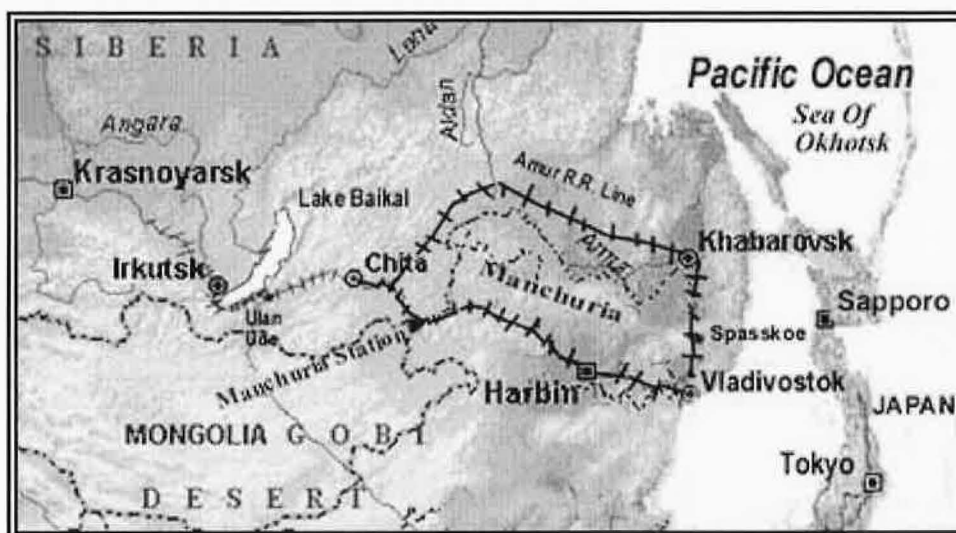 SIBERIA
Lena
Pacific Ocean
Sea Of
Okhotsk
Angara
Aldan
Krasnoyarsk
Amur R.R. Line
Lake Baikal
Khabarovsk
Amur
Irkutsk
Chita
Manchuria
Sapporo
Ulan
Ude
Spasskoe
Manchuria Station
Harbin
Vladivostok
JAPAN
MONGOLIA
GOBI
Tokyo
DESERT